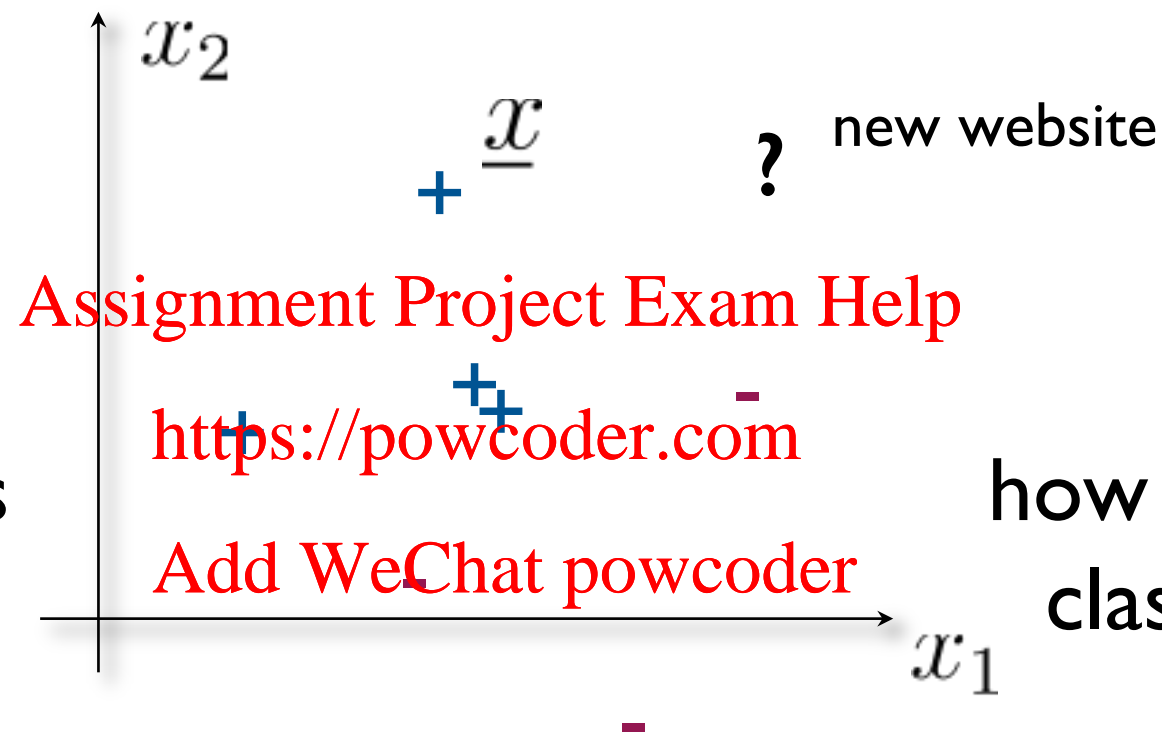 x₂
x
? new website
+
Assignment Project Exam Help
+
+
-
+
https://powcoder.com
s
how
Add WeChat powcoder
-
clas
x₁
-